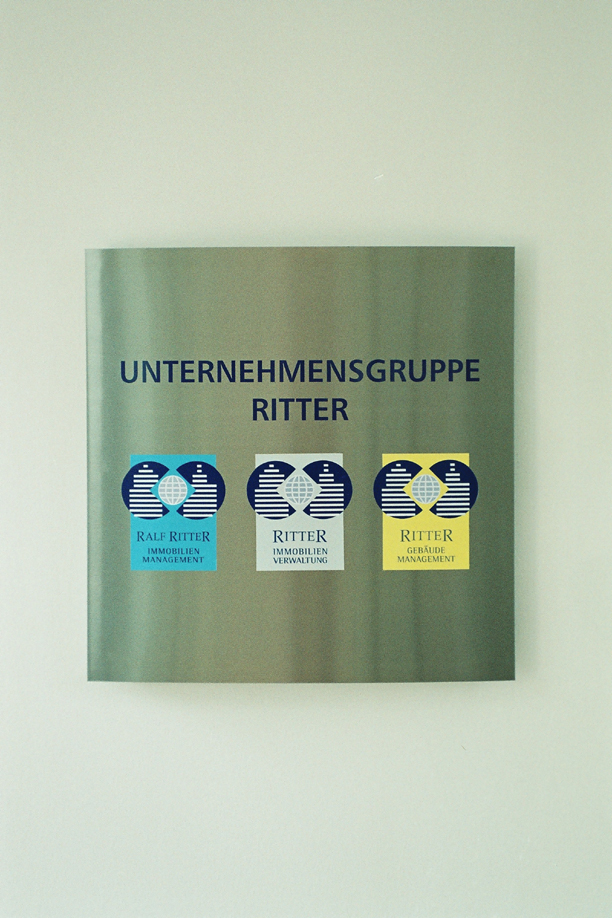 UNTERNEHMENSGRUPPE
RITTER
RALF RITTER
IMMOBILIEN
MANAGEMENT
RITTER
IMMOBILIEN
VERWALTUNG
RITTER
GEBÄUDE
MANAGEMENT